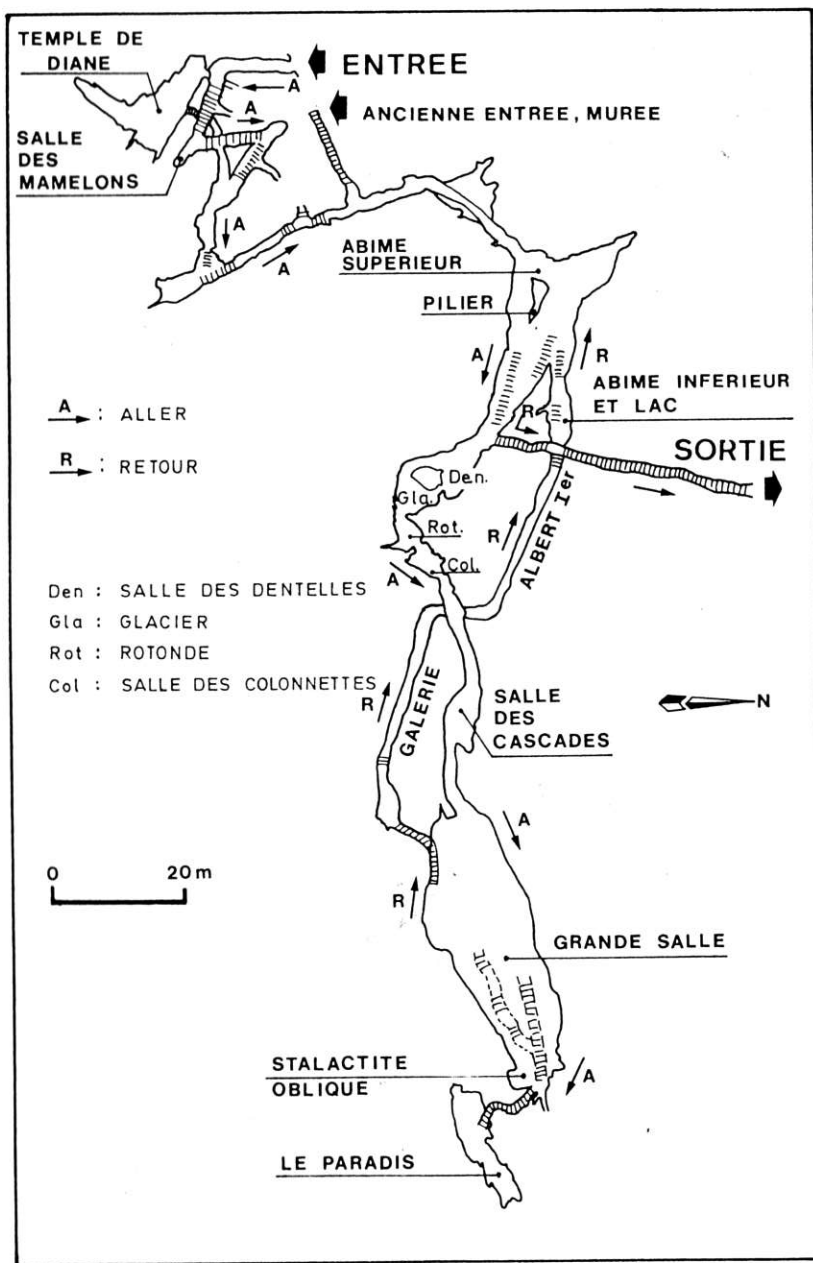 TEMPLE DE
DIANE
ENTREE
A
A
ANCIENNE ENTREE, MUREE
SALLE
DES
MAMELONS
A
A
ABIME
SUPERIEUR
PILIER
A
R
ABIME INFERIEUR
ET LAC
R
A : ALLER
SORTIE
R : RETOUR
Den.
Gla.
Rot.
R
ALBERT Ier
Col.
A
Den : SALLE DES DENTELLES
Gla : GLACIER
Rot : ROTONDE
Col : SALLE DES COLONNETTES
R
GALERIE
SALLE
DES
CASCADES
N
A
0 20 m
R
GRANDE SALLE
STALACTITE
OBLIQUE
A
LE PARADIS